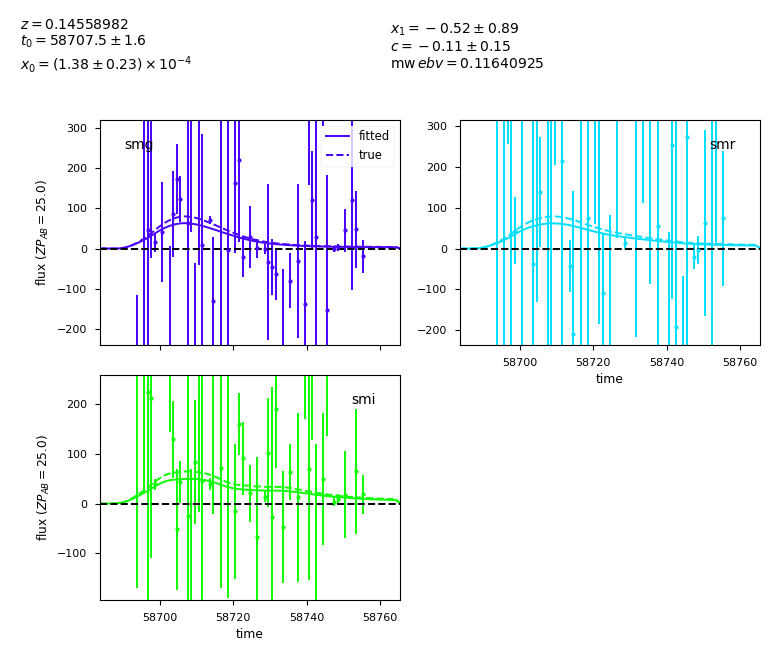 z = 0.14558982
t₀ = 58707.5 ± 1.6
x₀ = (1.38 ± 0.23) × 10⁻⁴
x₁ = −0.52 ± 0.89
c = −0.11 ± 0.15
mw ebv = 0.11640925
300
200
100
0
−100
−200
flux (ZP_AB = 25.0)
smg
fitted
true
300
200
100
0
−100
−200
smr
58700
58720
58740
58760
time
200
100
0
−100
flux (ZP_AB = 25.0)
smi
58700
58720
58740
58760
time